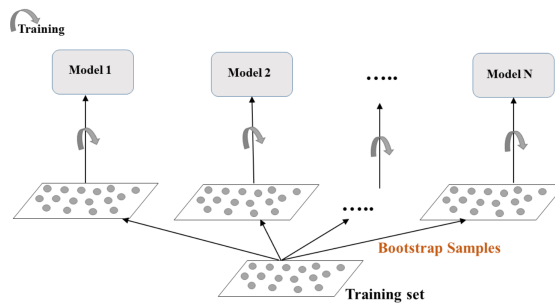 Training
Model 1
Model 2
.....
Model N
.....
Bootstrap Samples
Training set